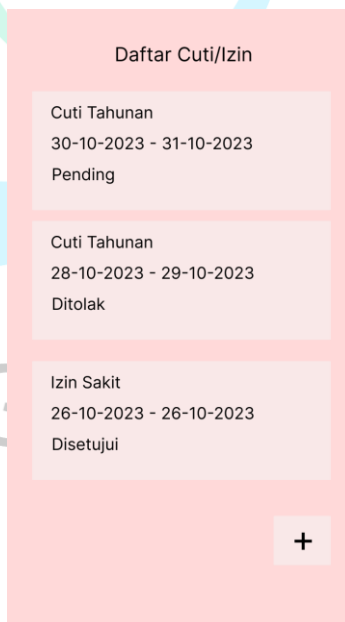 Daftar Cuti/Izin
Cuti Tahunan
30-10-2023 - 31-10-2023
Pending
Cuti Tahunan
28-10-2023 - 29-10-2023
Ditolak
Izin Sakit
26-10-2023 - 26-10-2023
Disetujui
+